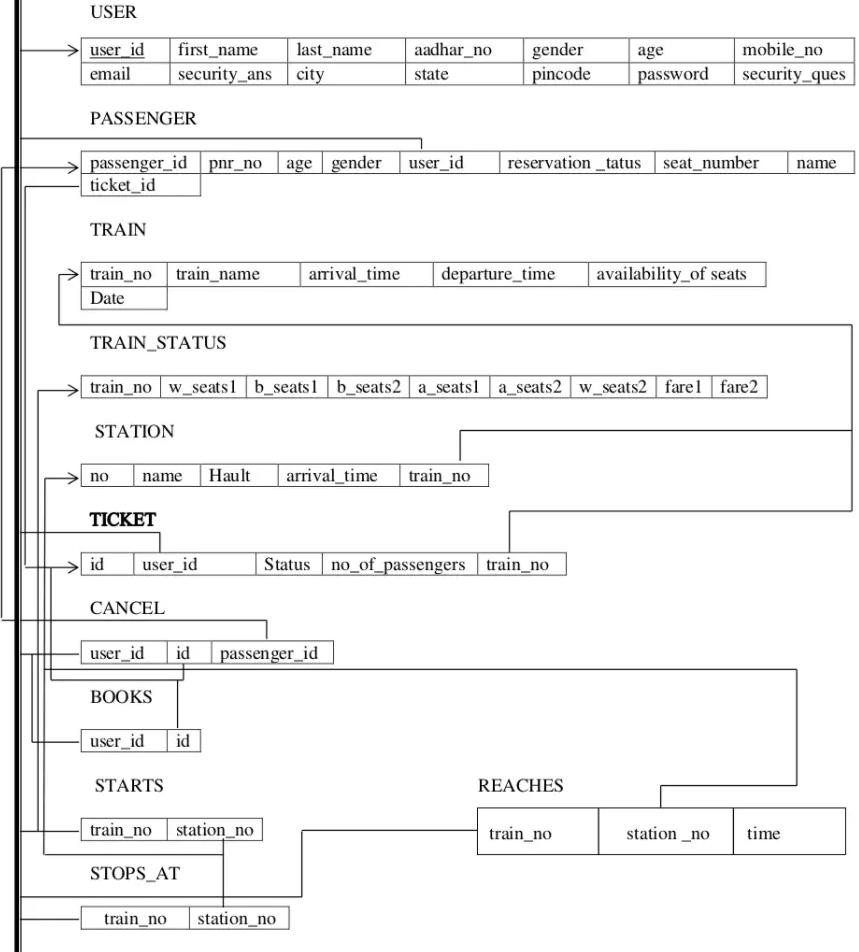 USER
user_id first_name last_name aadhar_no gender age mobile_no
email security_ans city state pincode password security_ques
PASSENGER
passenger_id pnr_no age gender user_id reservation _tatus seat_number name
ticket_id
TRAIN
train_no train_name arrival_time departure_time availability_of seats
Date
TRAIN_STATUS
train_no w_seats1 b_seats1 b_seats2 a_seats1 a_seats2 w_seats2 fare1 fare2
STATION
no name Hault arrival_time train_no
TICKET
id user_id Status no_of_passengers train_no
CANCEL
user_id id passenger_id
BOOKS
user_id id
STARTS
train_no station_no
REACHES
train_no station _no time
STOPS_AT
train_no station_no